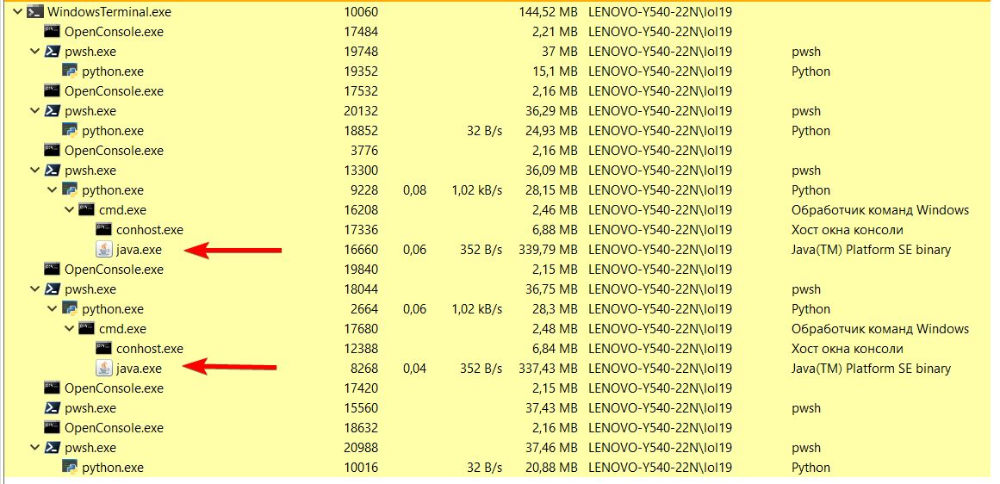 WindowsTerminal.exe 10060 144,52 MB LENOVO-Y540-22N\lol19
OpenConsole.exe 17484 2,21 MB LENOVO-Y540-22N\lol19
pwsh.exe 19748 37 MB LENOVO-Y540-22N\lol19 pwsh
python.exe 19352 15,1 MB LENOVO-Y540-22N\lol19 Python
OpenConsole.exe 17532 2,16 MB LENOVO-Y540-22N\lol19
pwsh.exe 20132 36,29 MB LENOVO-Y540-22N\lol19 pwsh
python.exe 18852 32 B/s 24,93 MB LENOVO-Y540-22N\lol19 Python
OpenConsole.exe 3776 2,16 MB LENOVO-Y540-22N\lol19
pwsh.exe 13300 36,09 MB LENOVO-Y540-22N\lol19 pwsh
python.exe 9228 0,08 1,02 kB/s 28,15 MB LENOVO-Y540-22N\lol19 Python
cmd.exe 16208 2,46 MB LENOVO-Y540-22N\lol19 Обработчик команд Windows
conhost.exe 17336 6,88 MB LENOVO-Y540-22N\lol19 Хост окна консоли
java.exe 16660 0,06 352 B/s 339,79 MB LENOVO-Y540-22N\lol19 Java(TM) Platform SE binary
OpenConsole.exe 19840 2,15 MB LENOVO-Y540-22N\lol19
pwsh.exe 18044 36,75 MB LENOVO-Y540-22N\lol19 pwsh
python.exe 2664 0,06 1,02 kB/s 28,3 MB LENOVO-Y540-22N\lol19 Python
cmd.exe 17680 2,48 MB LENOVO-Y540-22N\lol19 Обработчик команд Windows
conhost.exe 12388 6,84 MB LENOVO-Y540-22N\lol19 Хост окна консоли
java.exe 8268 0,04 352 B/s 337,43 MB LENOVO-Y540-22N\lol19 Java(TM) Platform SE binary
OpenConsole.exe 17420 2,15 MB LENOVO-Y540-22N\lol19
pwsh.exe 15560 37,43 MB LENOVO-Y540-22N\lol19 pwsh
OpenConsole.exe 18632 2,16 MB LENOVO-Y540-22N\lol19
pwsh.exe 20988 37,46 MB LENOVO-Y540-22N\lol19 pwsh
python.exe 10016 32 B/s 20,88 MB LENOVO-Y540-22N\lol19 Python